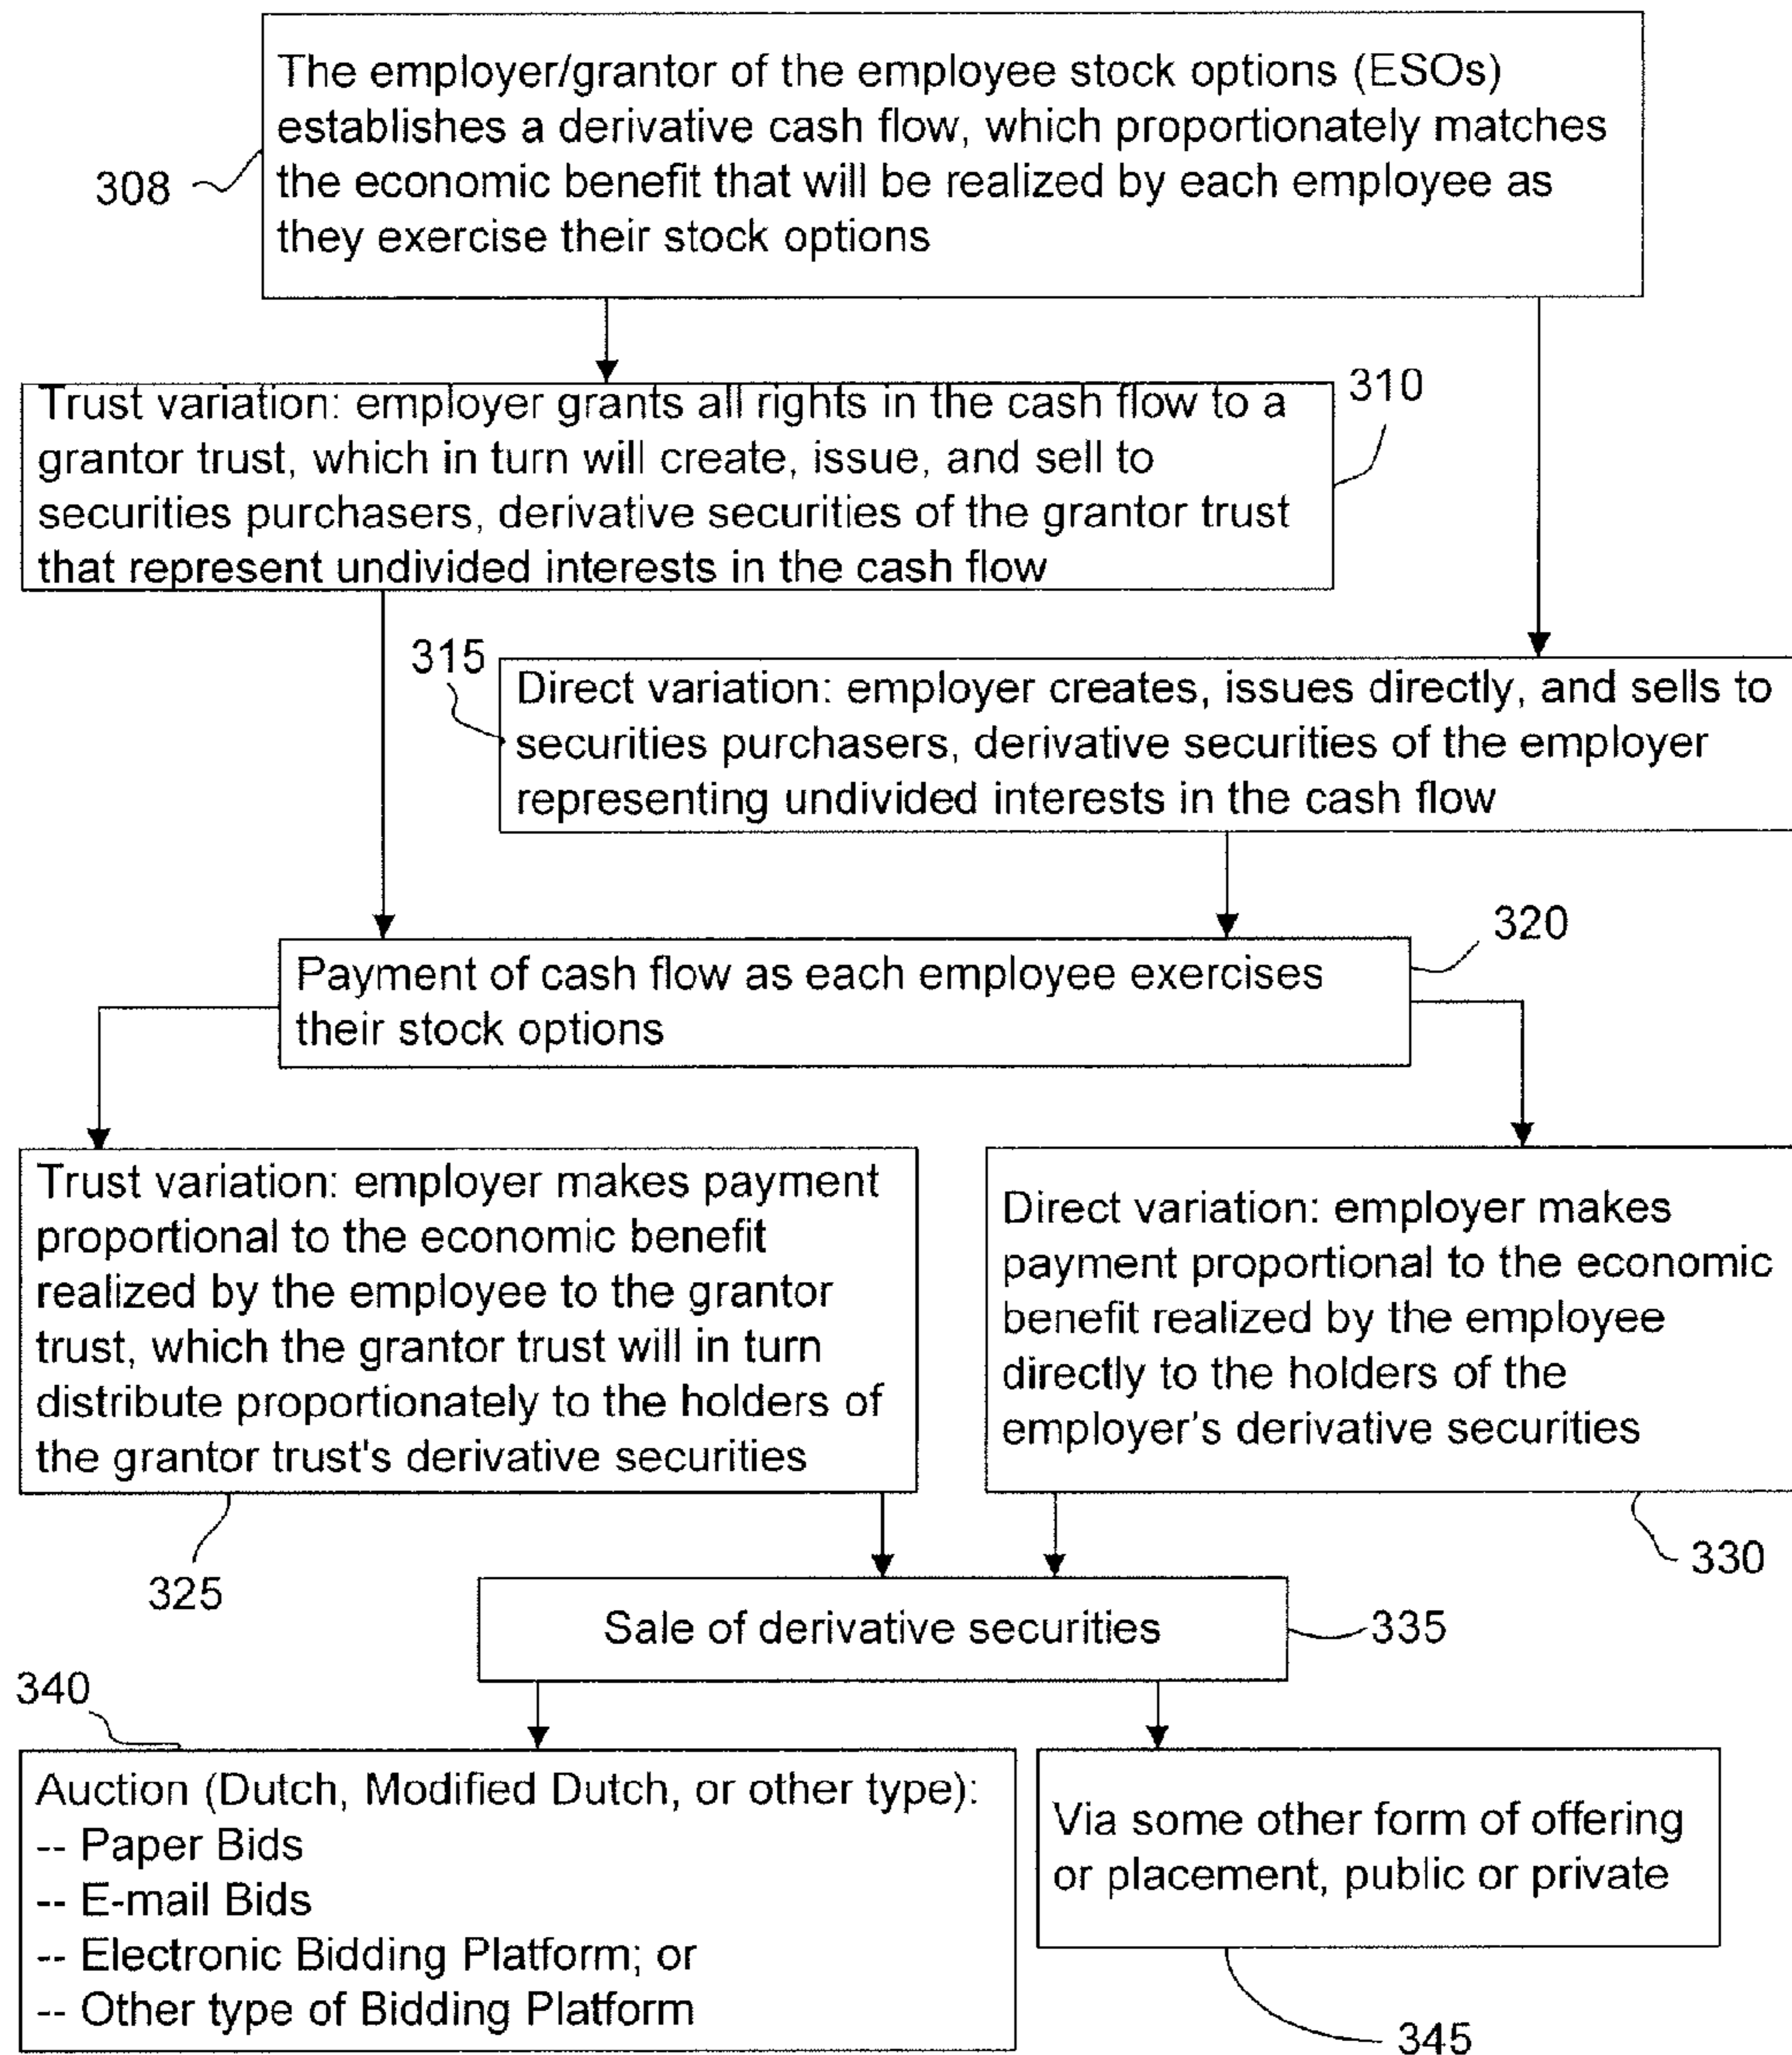 The employer/grantor of the employee stock options (ESOs)
establishes a derivative cash flow, which proportionately matches
the economic benefit that will be realized by each employee as
they exercise their stock options
308
Trust variation: employer grants all rights in the cash flow to a
grantor trust, which in turn will create, issue, and sell to
securities purchasers, derivative securities of the grantor trust
that represent undivided interests in the cash flow
310
315
Direct variation: employer creates, issues directly, and sells to
securities purchasers, derivative securities of the employer
representing undivided interests in the cash flow
320
Payment of cash flow as each employee exercises
their stock options
Trust variation: employer makes payment
proportional to the economic benefit
realized by the employee to the grantor
trust, which the grantor trust will in turn
distribute proportionately to the holders of
the grantor trust's derivative securities
325
Direct variation: employer makes
payment proportional to the economic
benefit realized by the employee
directly to the holders of the
employer's derivative securities
330
Sale of derivative securities
335
340
Auction (Dutch, Modified Dutch, or other type):
-- Paper Bids
-- E-mail Bids
-- Electronic Bidding Platform; or
-- Other type of Bidding Platform
Via some other form of offering
or placement, public or private
345